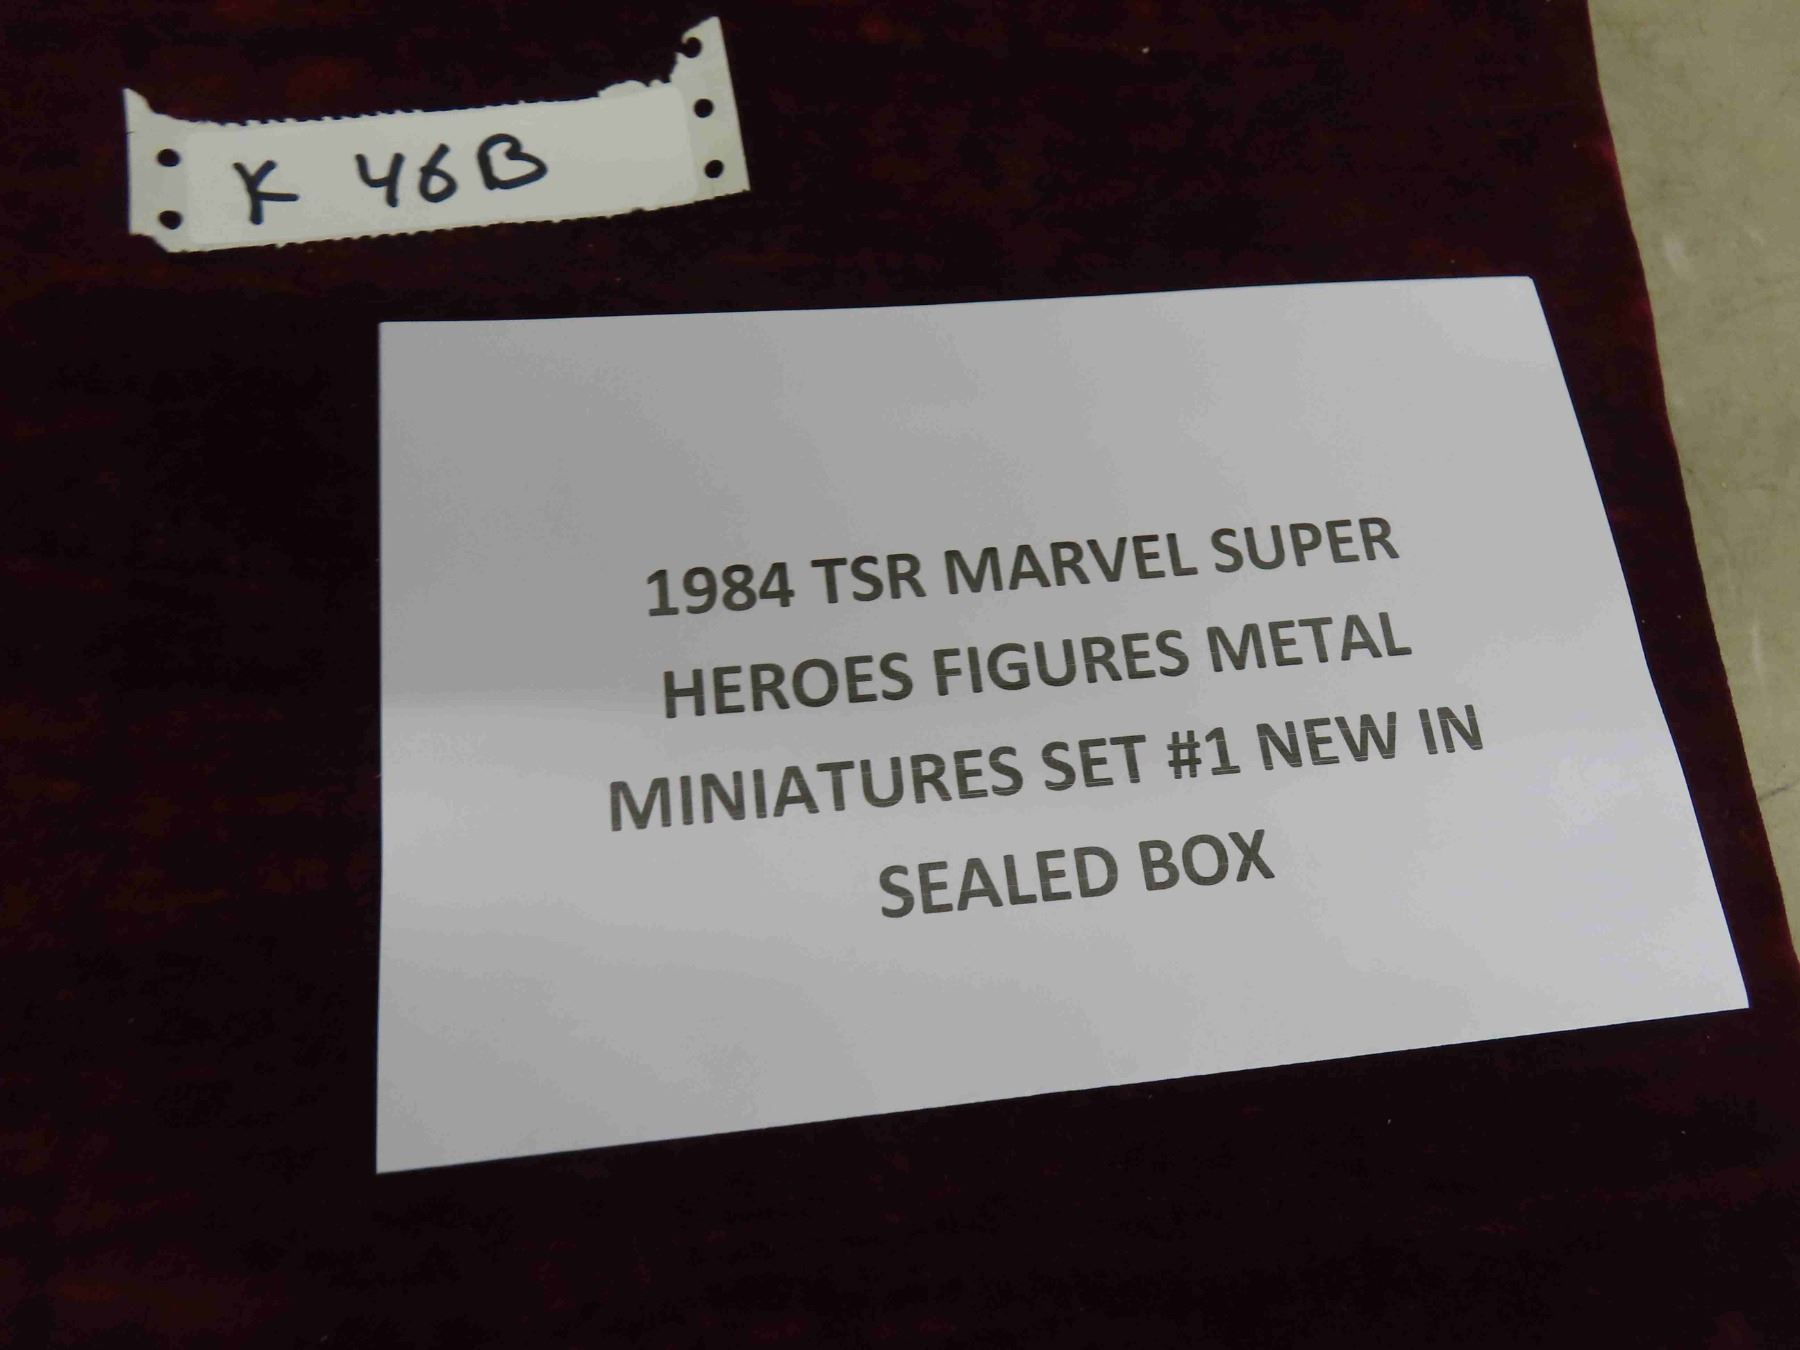 K 46B
1984 TSR MARVEL SUPER
HEROES FIGURES METAL
MINIATURES SET #1 NEW IN
SEALED BOX